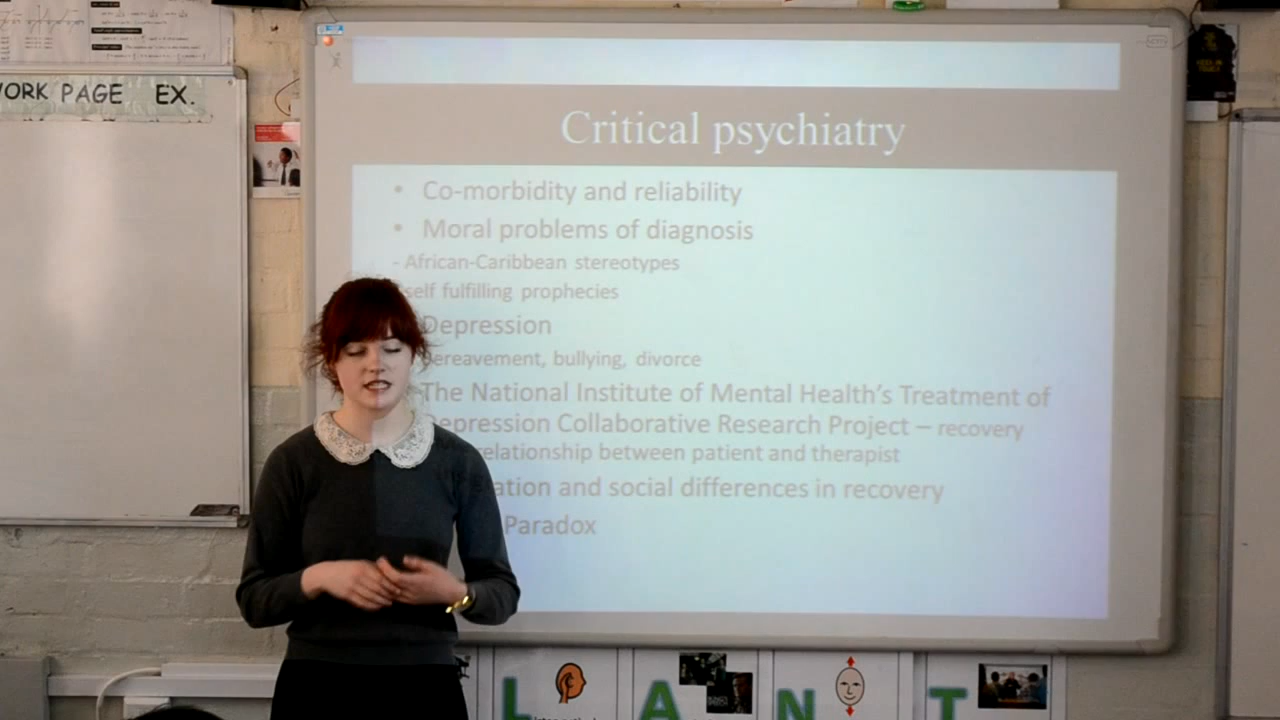 WORK PAGE EX.
Critical psychiatry
• Co-morbidity and reliability
• Moral problems of diagnosis
- African-Caribbean stereotypes
self fulfilling prophecies
Depression
bereavement, bullying, divorce
The National Institute of Mental Health's Treatment of
Depression Collaborative Research Project – recovery
relationship between patient and therapist
and social differences in recovery
Paradox
L A N T